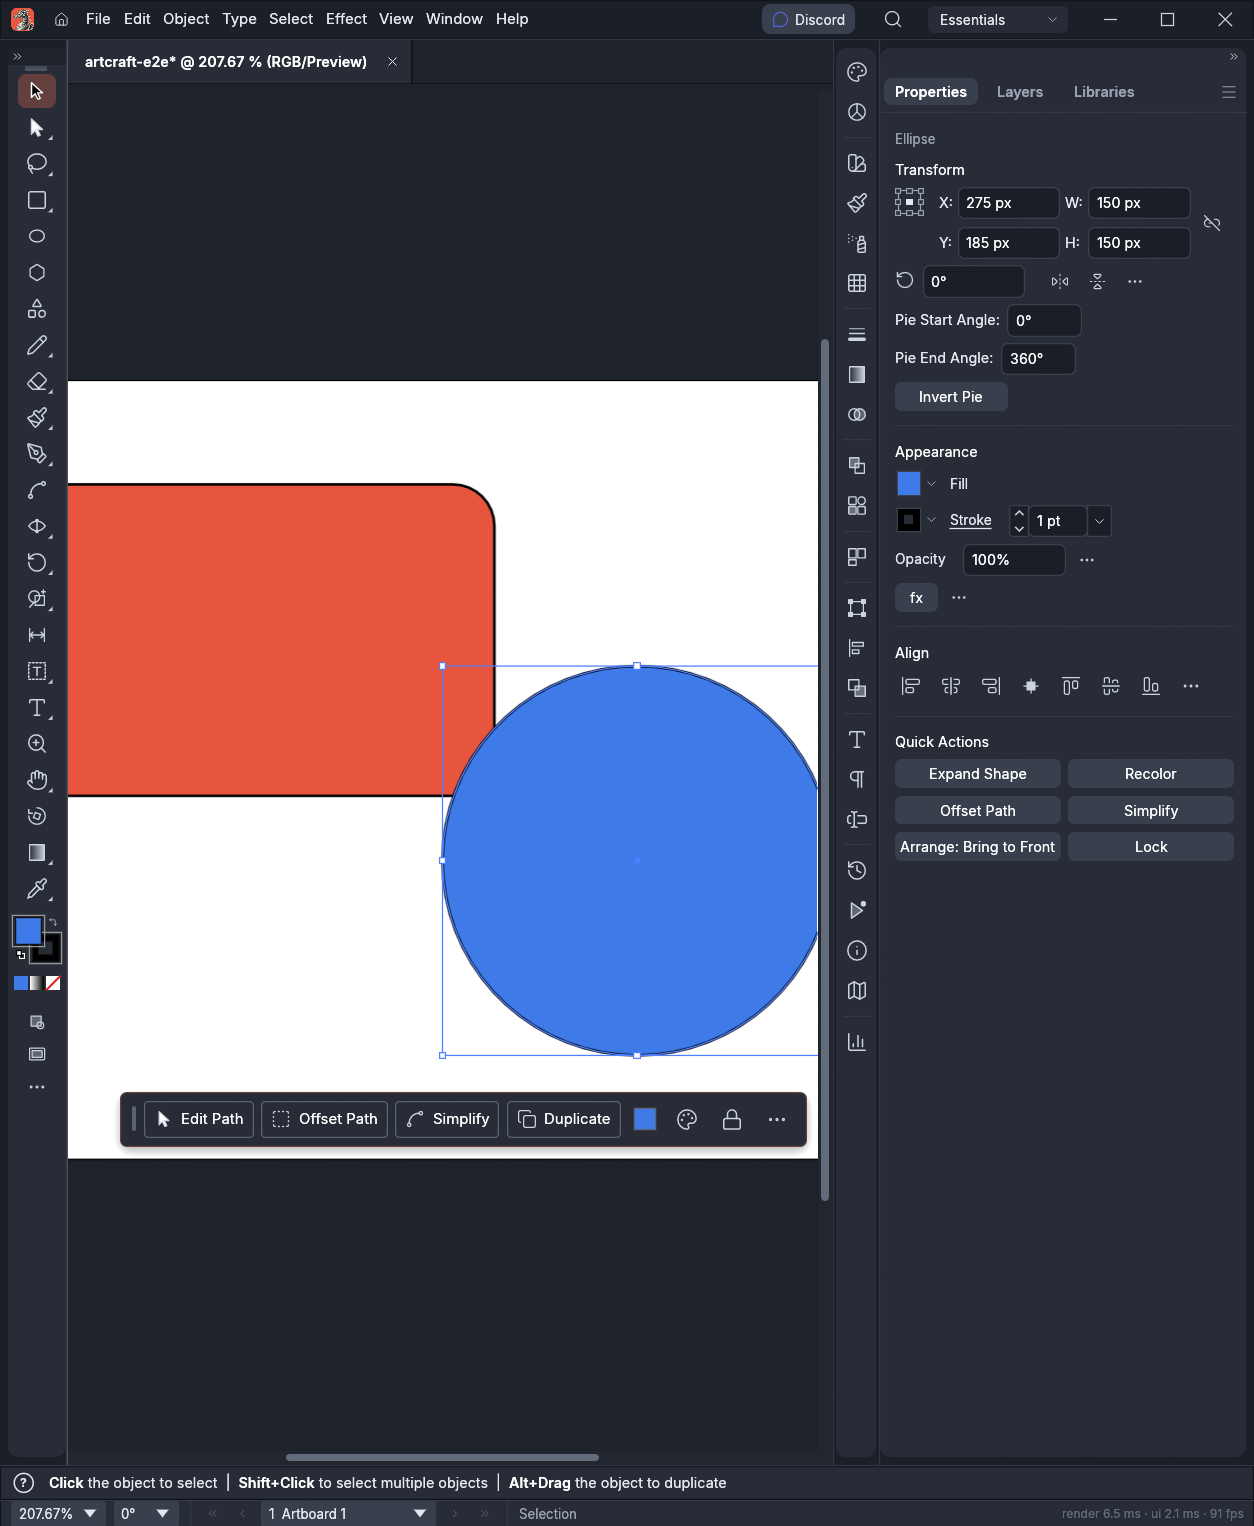 File Edit Object Type Select Effect View Window Help Discord Essentials
artcraft-e2e* @ 207.67 % (RGB/Preview)
Properties Layers Libraries
Ellipse
Transform
X: 275 px W: 150 px
Y: 185 px H: 150 px
0°
Pie Start Angle: 0°
Pie End Angle: 360°
Invert Pie
Appearance
Fill
Stroke 1 pt
Opacity 100%
fx
Align
Quick Actions
Expand Shape Recolor
Offset Path Simplify
Arrange: Bring to Front Lock
Edit Path Offset Path Simplify Duplicate
Click the object to select | Shift+Click to select multiple objects | Alt+Drag the object to duplicate
207.67% 0° 1 Artboard 1 Selection render 6.5 ms · ui 2.1 ms · 91 fps